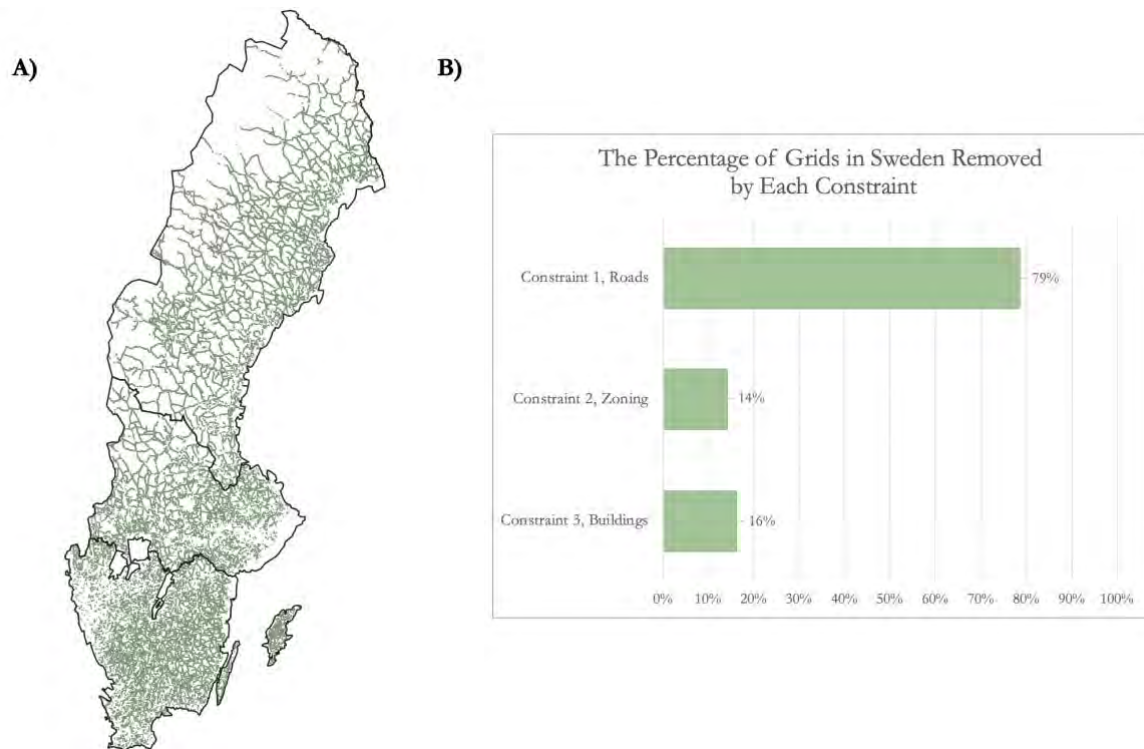 A)
B)
The Percentage of Grids in Sweden Removed
by Each Constraint
Constraint 1, Roads
79%
Constraint 2, Zoning
14%
Constraint 3, Buildings
16%
0% 10% 20% 30% 40% 50% 60% 70% 80% 90% 100%